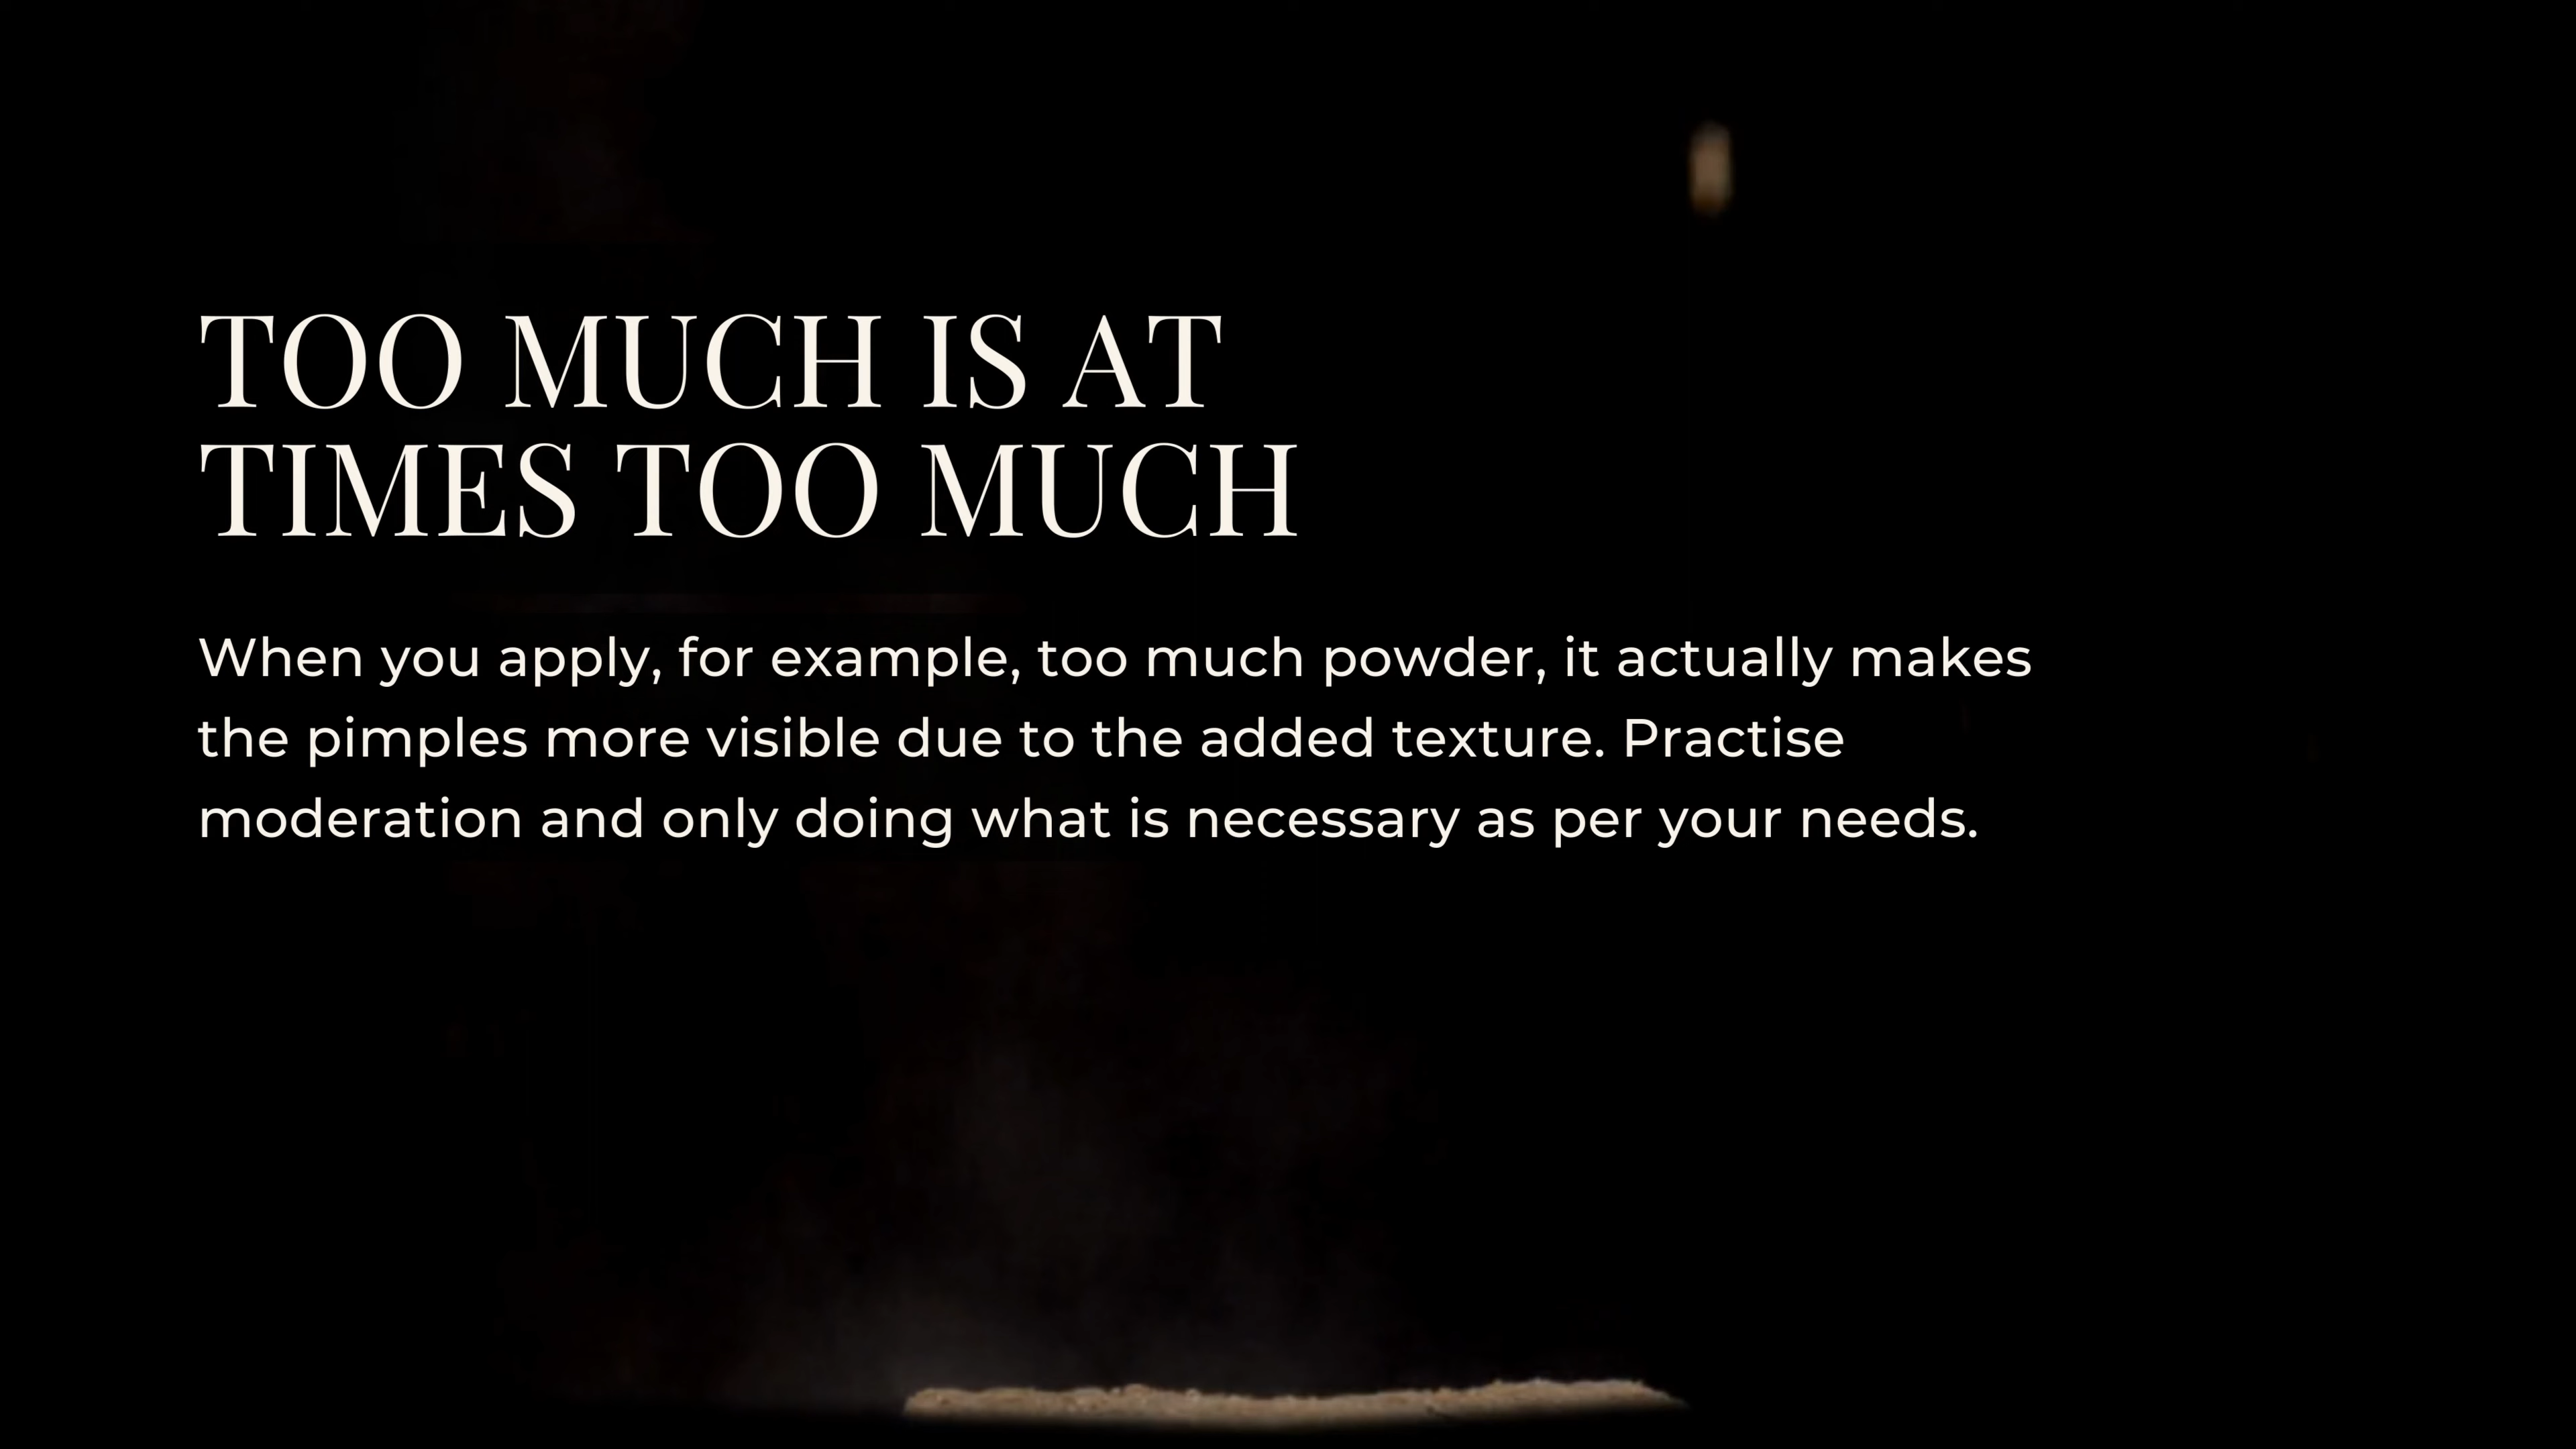 TOO MUCH IS AT
TIMES TOO MUCH
When you apply, for example, too much powder, it actually makes
the pimples more visible due to the added texture. Practise
moderation and only doing what is necessary as per your needs.